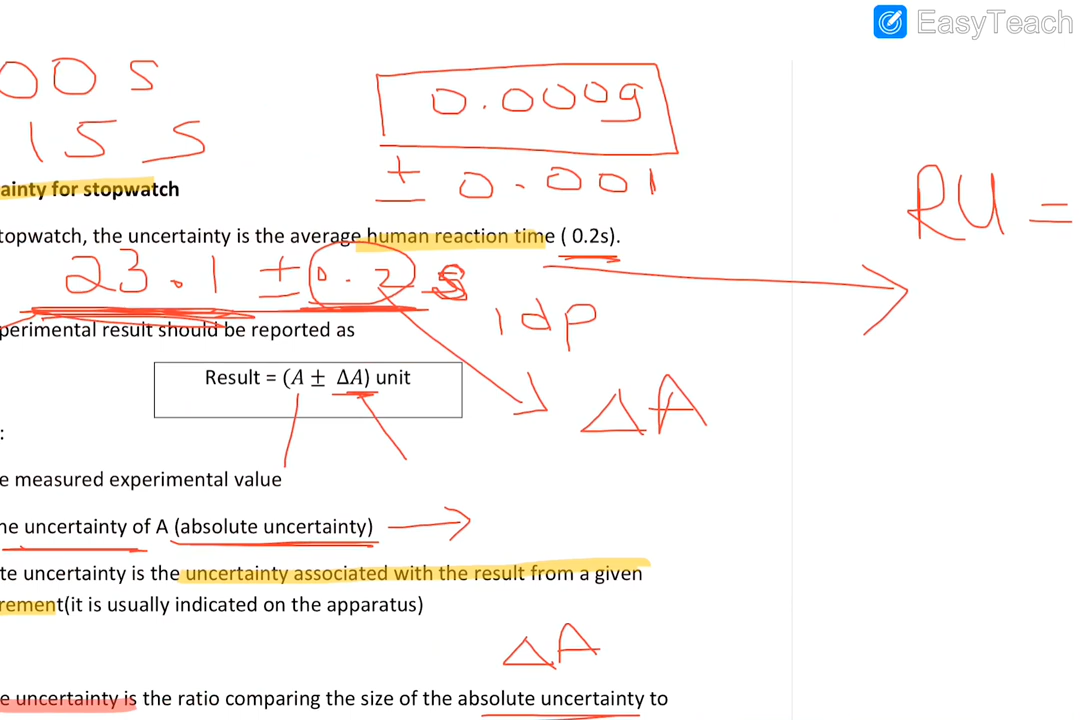 EasyTeach
00 s
0.000g
15 s
± 0.001
ainty for stopwatch
RU =
topwatch, the uncertainty is the average human reaction time ( 0.2s).
23.1 ± 0.2 s
1dp
perimental result should be reported as
Result = (A ± ΔA) unit
ΔA
:
e measured experimental value
he uncertainty of A (absolute uncertainty)
te uncertainty is the uncertainty associated with the result from a given
rement(it is usually indicated on the apparatus)
ΔA
e uncertainty is the ratio comparing the size of the absolute uncertainty to